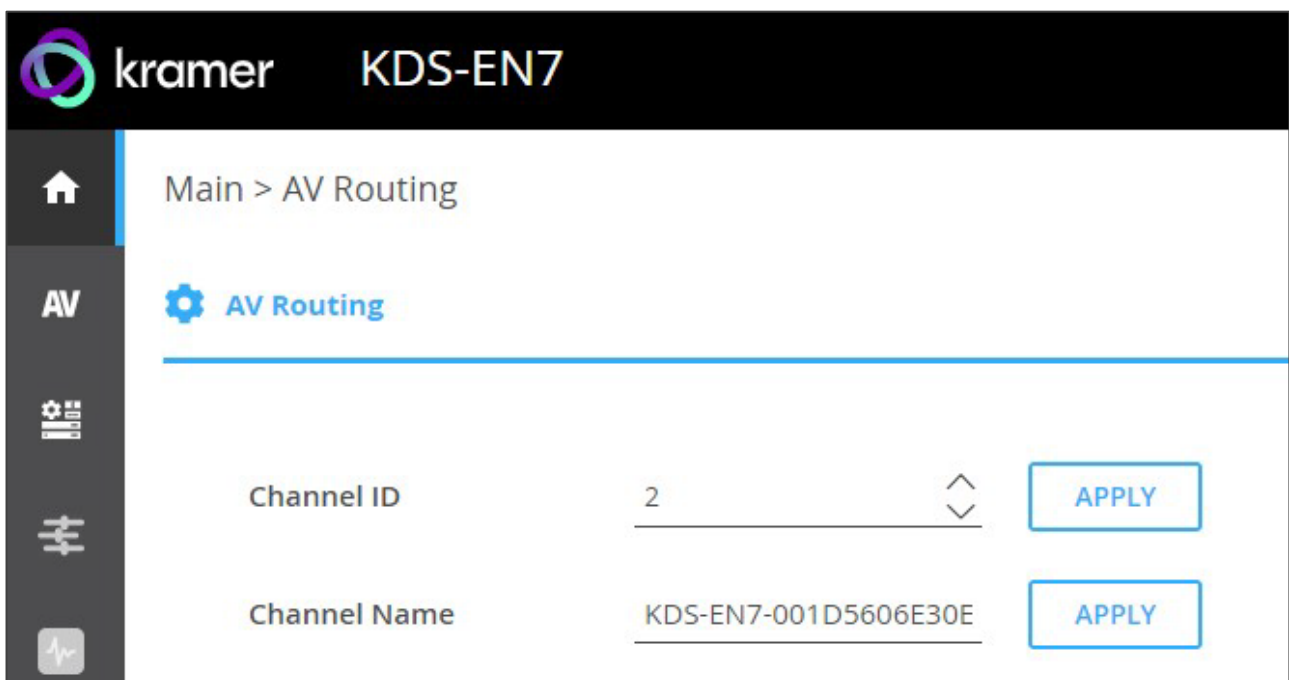 kramer KDS-EN7
Main > AV Routing
AV
AV Routing
Channel ID 2 APPLY
Channel Name KDS-EN7-001D5606E30E APPLY